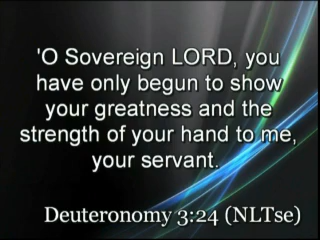 'O Sovereign LORD, you
have only begun to show
your greatness and the
strength of your hand to me,
your servant.
Deuteronomy 3:24 (NLTse)